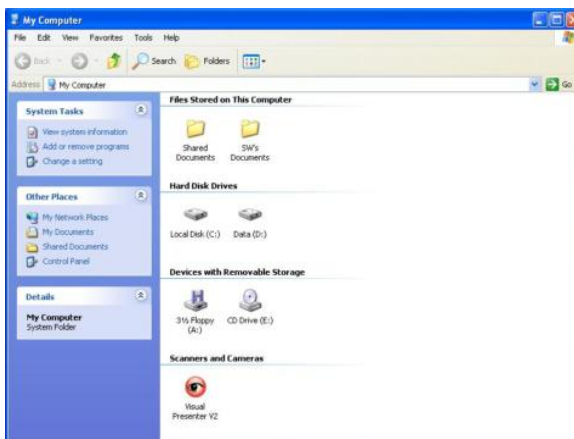 My Computer
File Edit View Favorites Tools Help
Back Search Folders
Address My Computer Go
System Tasks
View system information
Add or remove programs
Change a setting
Other Places
My Network Places
My Documents
Shared Documents
Control Panel
Details
My Computer
System Folder
Files Stored on This Computer
Shared Documents
SW's Documents
Hard Disk Drives
Local Disk (C:) Data (D:)
Devices with Removable Storage
3½ Floppy (A:)
CD Drive (E:)
Scanners and Cameras
Visual
Presenter V2